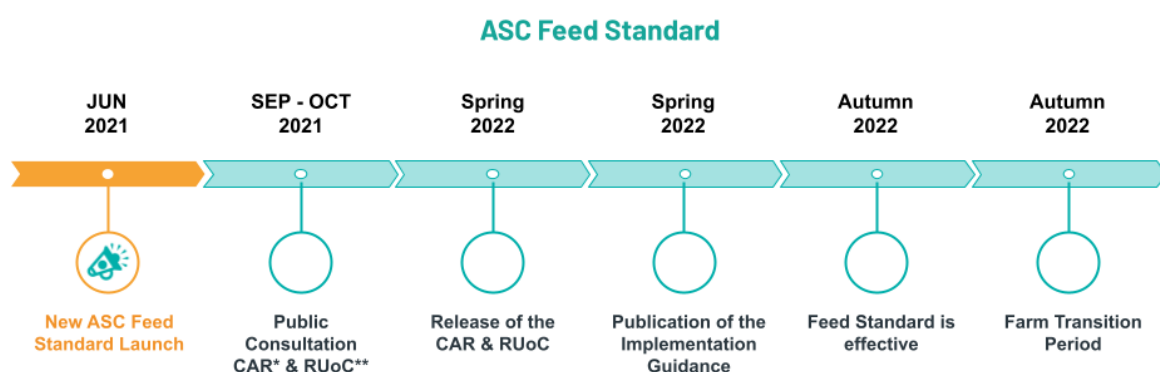 ASC Feed Standard
JUN
2021
SEP - OCT
2021
Spring
2022
Spring
2022
Autumn
2022
Autumn
2022
New ASC Feed
Standard Launch
Public
Consultation
CAR* & RUoC**
Release of the
CAR & RUoC
Publication of the
Implementation
Guidance
Feed Standard is
effective
Farm Transition
Period